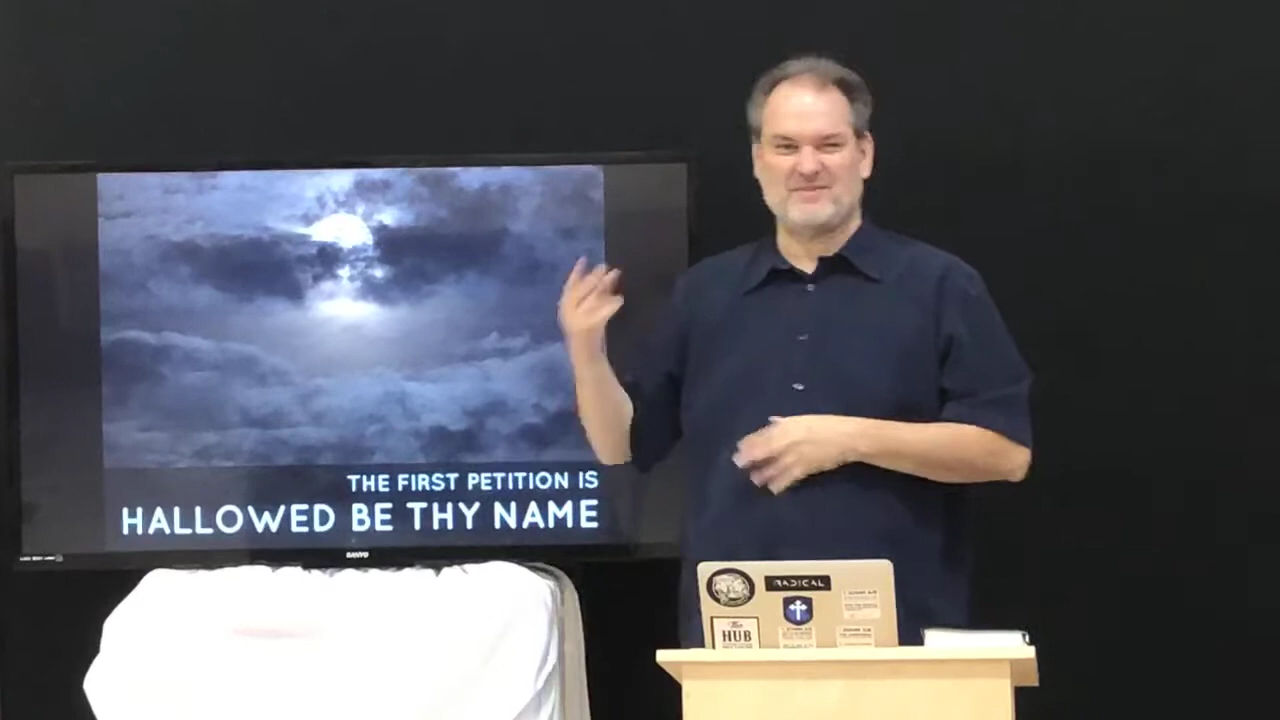 THE FIRST PETITION IS
HALLOWED BE THY NAME
SANYO
RADICAL
The
HUB